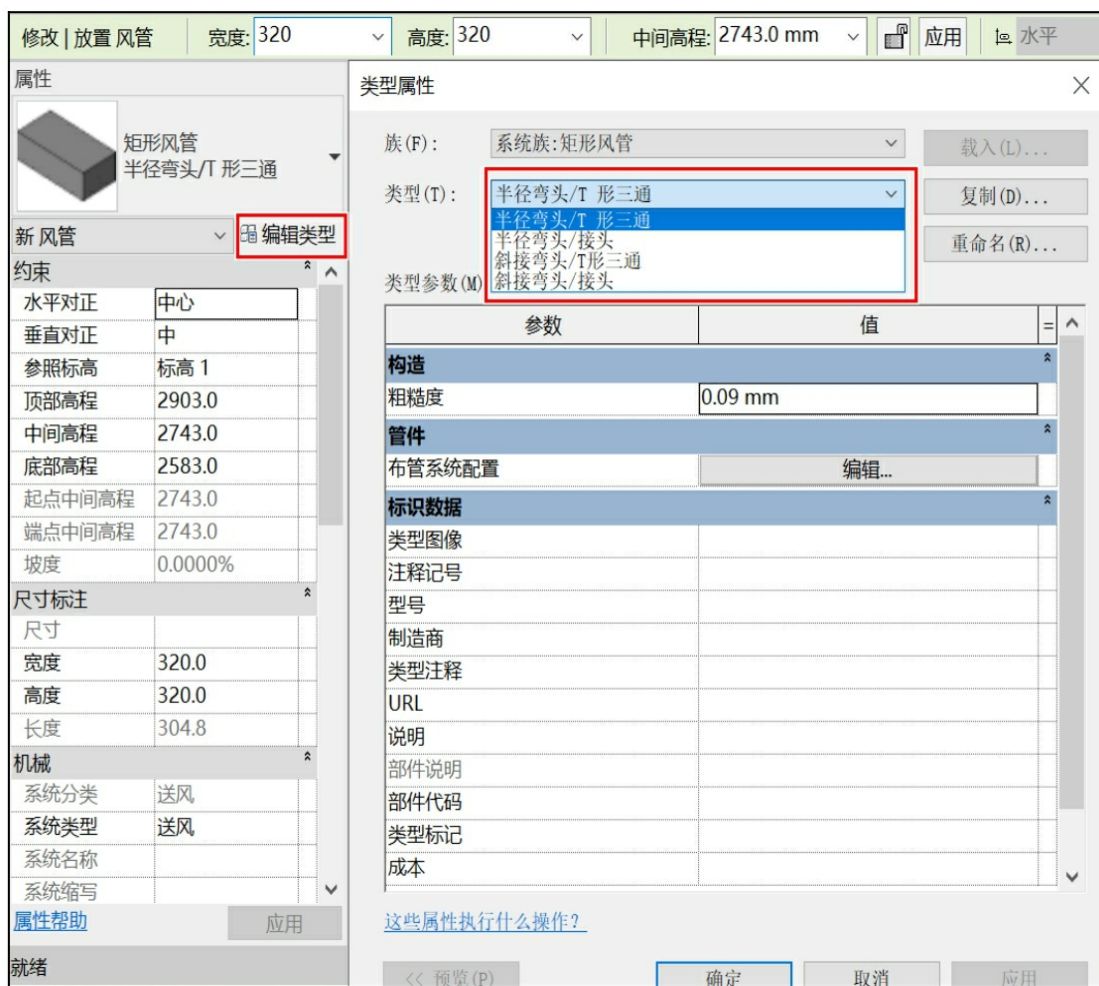 修改 | 放置 风管 宽度: 320 高度: 320 中间高程: 2743.0 mm 应用 水平
属性
矩形风管
半径弯头/T 形三通
新 风管 编辑类型
约束
水平对正 中心
垂直对正 中
参照标高 标高 1
顶部高程 2903.0
中间高程 2743.0
底部高程 2583.0
起点中间高程 2743.0
端点中间高程 2743.0
坡度 0.0000%
尺寸标注
尺寸
宽度 320.0
高度 320.0
长度 304.8
机械
系统分类 送风
系统类型 送风
系统名称
系统缩写
属性帮助 应用
就绪
类型属性
族(F): 系统族:矩形风管 载入(L)...
类型(T): 半径弯头/T 形三通 复制(D)...
半径弯头/T 形三通
半径弯头/接头
斜接弯头/T形三通
斜接弯头/接头
重命名(R)...
类型参数(M)
参数 值 =
构造
粗糙度 0.09 mm
管件
布管系统配置 编辑...
标识数据
类型图像
注释记号
型号
制造商
类型注释
URL
说明
部件说明
部件代码
类型标记
成本
这些属性执行什么操作?
<< 预览(P) 确定 取消 应用